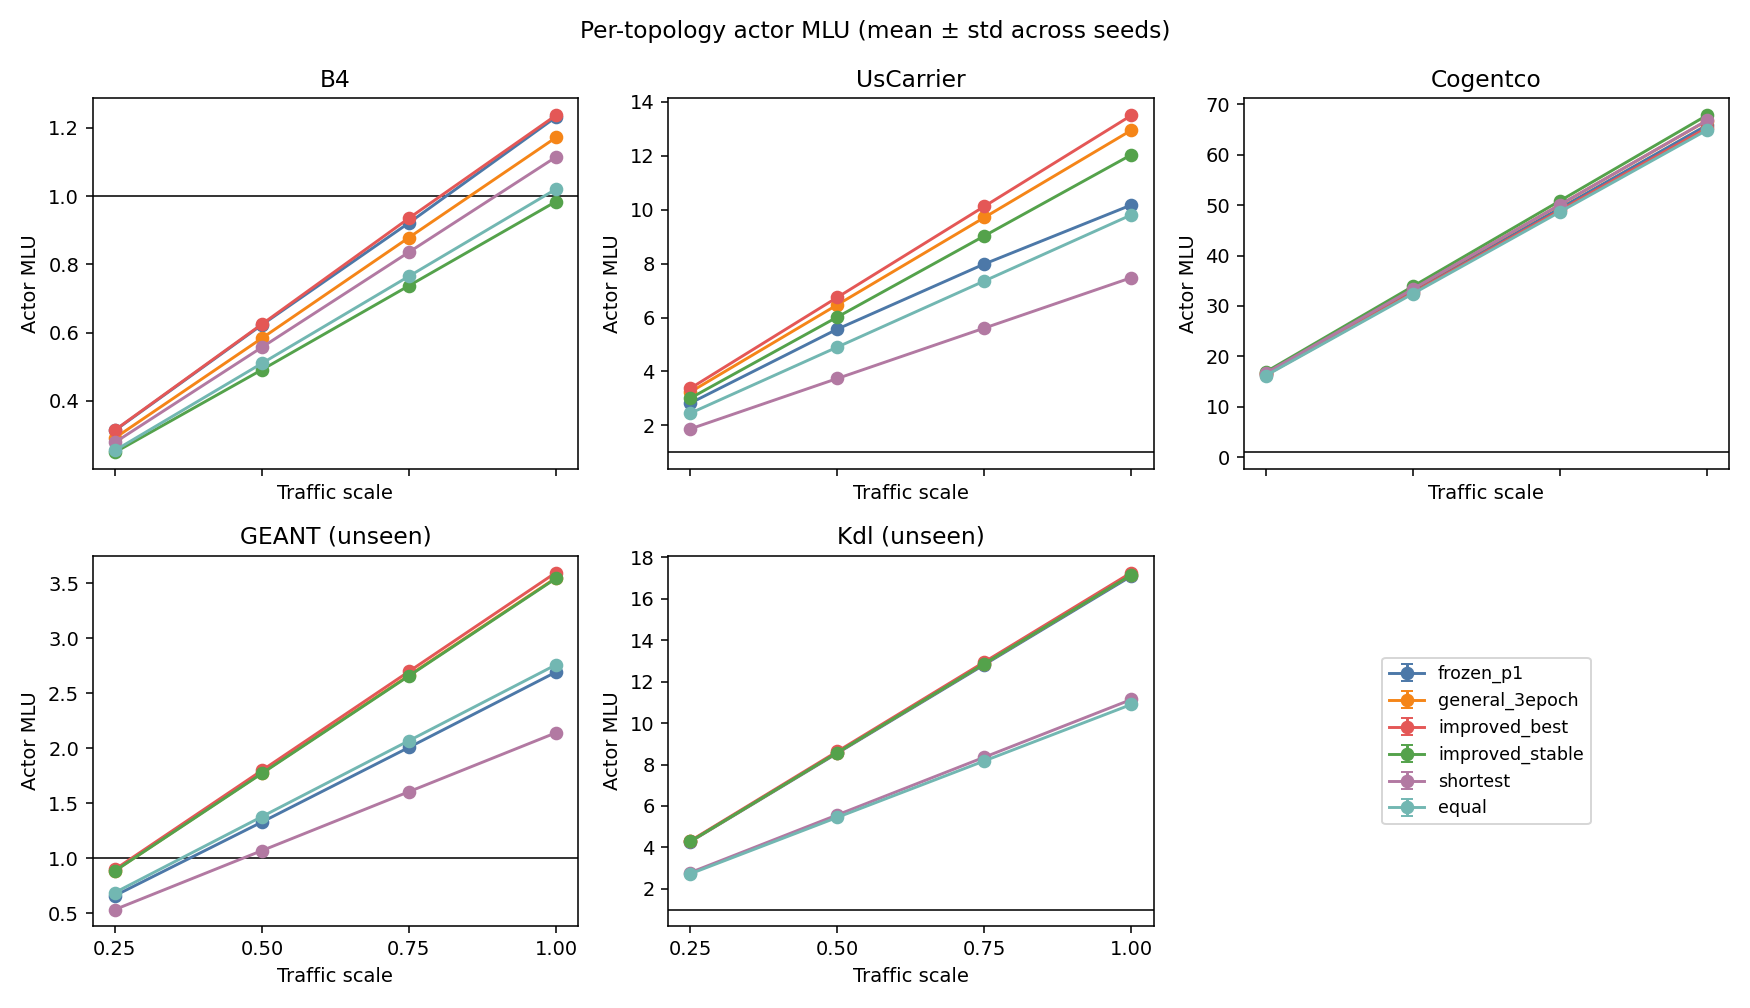 Per-topology actor MLU (mean ± std across seeds)
B4
Actor MLU
1.2
1.0
0.8
0.6
0.4
Traffic scale
UsCarrier
Actor MLU
14
12
10
8
6
4
2
Traffic scale
Cogentco
Actor MLU
70
60
50
40
30
20
10
0
Traffic scale
GEANT (unseen)
Actor MLU
3.5
3.0
2.5
2.0
1.5
1.0
0.5
0.25 0.50 0.75 1.00
Traffic scale
Kdl (unseen)
Actor MLU
18
16
14
12
10
8
6
4
2
0.25 0.50 0.75 1.00
Traffic scale
frozen_p1
general_3epoch
improved_best
improved_stable
shortest
equal